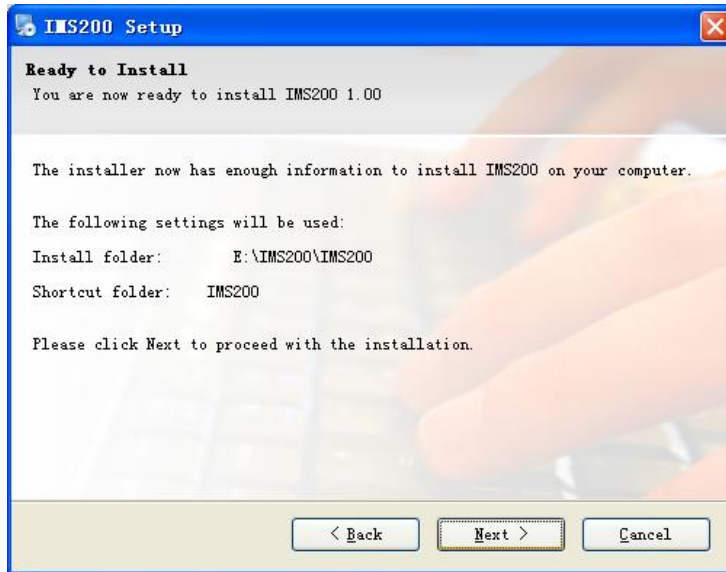 IMS200 Setup
Ready to Install
You are now ready to install IMS200 1.00
The installer now has enough information to install IMS200 on your computer.
The following settings will be used:
Install folder: E:\IMS200\IMS200
Shortcut folder: IMS200
Please click Next to proceed with the installation.
< Back Next > Cancel